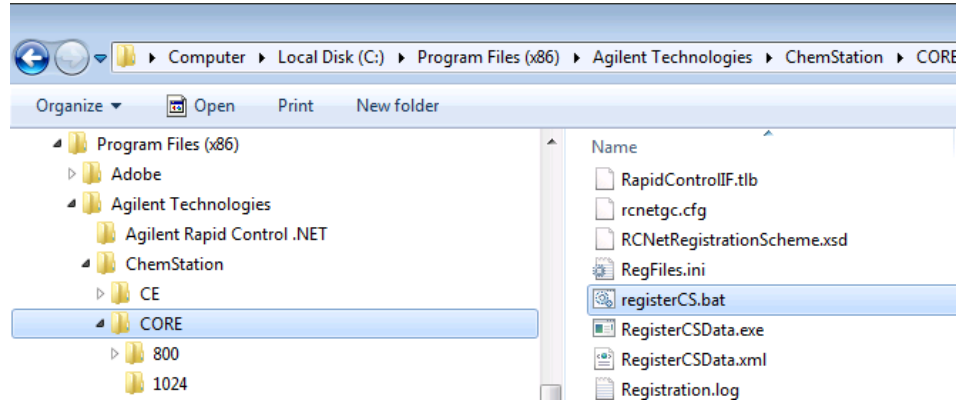 Computer Local Disk (C:) Program Files (x86) Agilent Technologies ChemStation CORE
Organize Open Print New folder
Program Files (x86)
Adobe
Agilent Technologies
Agilent Rapid Control .NET
ChemStation
CE
CORE
800
1024
Name
RapidControlIF.tlb
rcnetgc.cfg
RCNetRegistrationScheme.xsd
RegFiles.ini
registerCS.bat
RegisterCSData.exe
RegisterCSData.xml
Registration.log